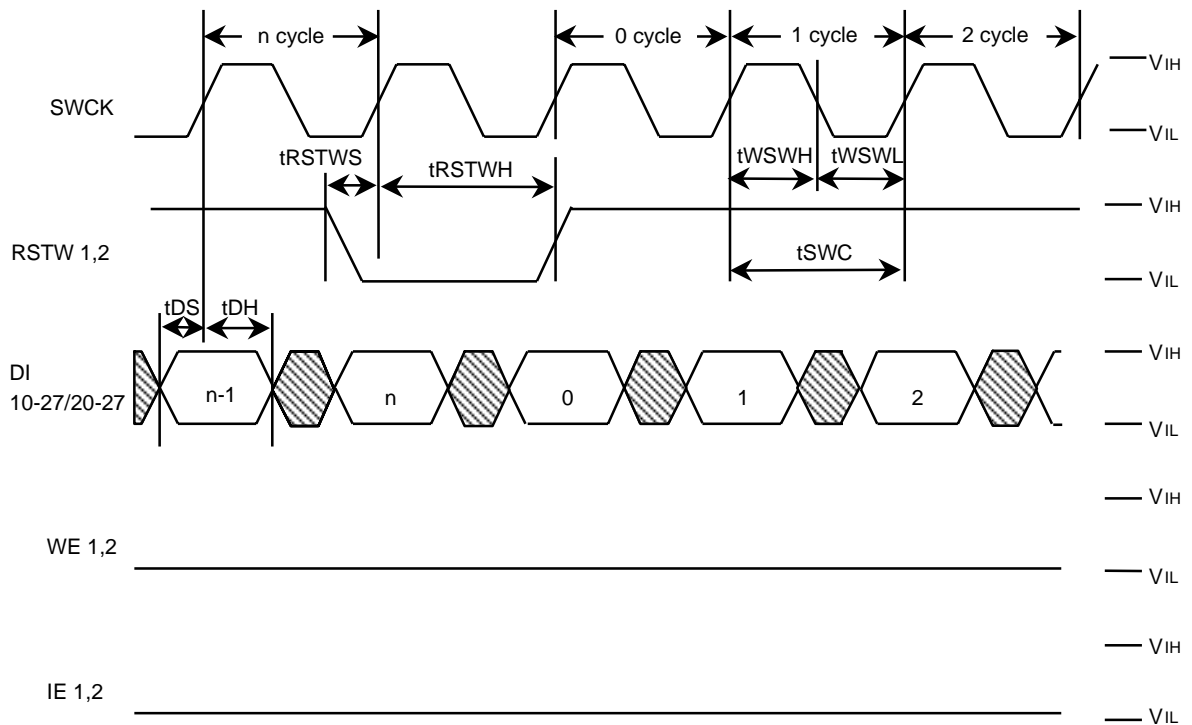 n cycle 0 cycle 1 cycle 2 cycle
VIH
SWCK
VIL
tRSTWS tWSWH tWSWL
tRSTWH
VIH
RSTW 1,2 tSWC
VIL
tDS tDH
VIH
DI
10-27/20-27 n-1 n 0 1 2
VIL
VIH
WE 1,2
VIL
VIH
IE 1,2
VIL